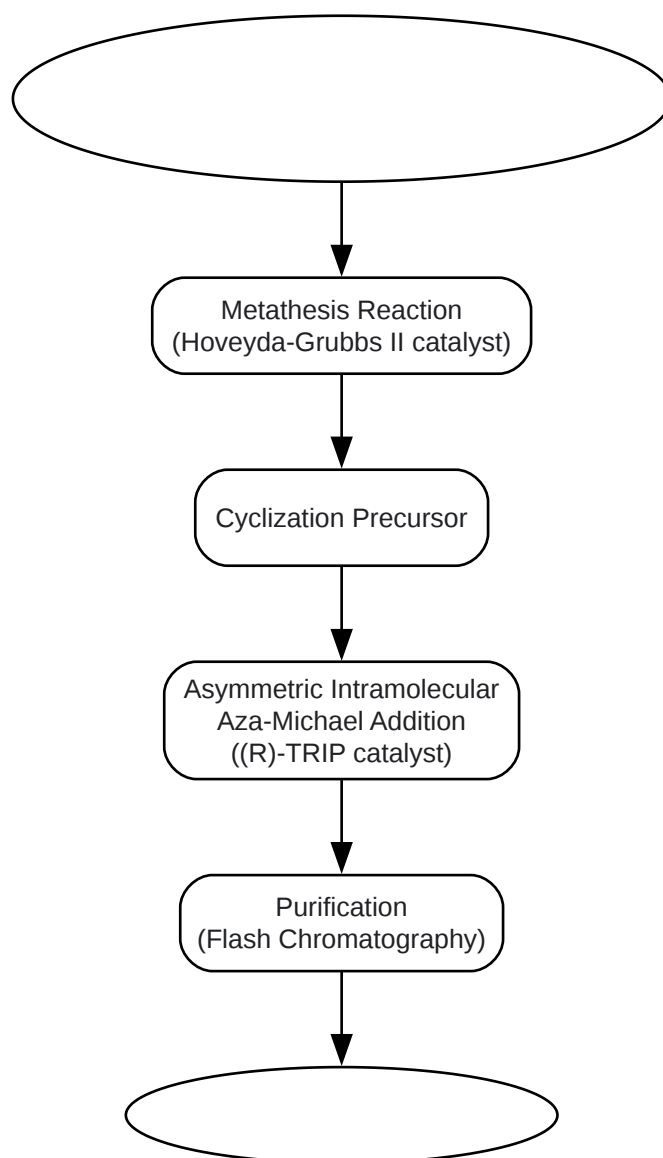 Metathesis Reaction
(Hoveyda-Grubbs II catalyst)
Cyclization Precursor
Asymmetric Intramolecular
Aza-Michael Addition
((R)-TRIP catalyst)
Purification
(Flash Chromatography)